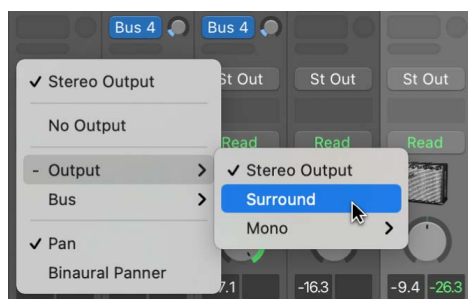 Bus 4 Bus 4
✓ Stereo Output
No Output
- Output >
Bus >
✓ Pan
Binaural Panner
✓ Stereo Output
Surround
Mono >
St Out St Out St Out
Read Read Read
7.1 -16.3 -9.4 -26.3